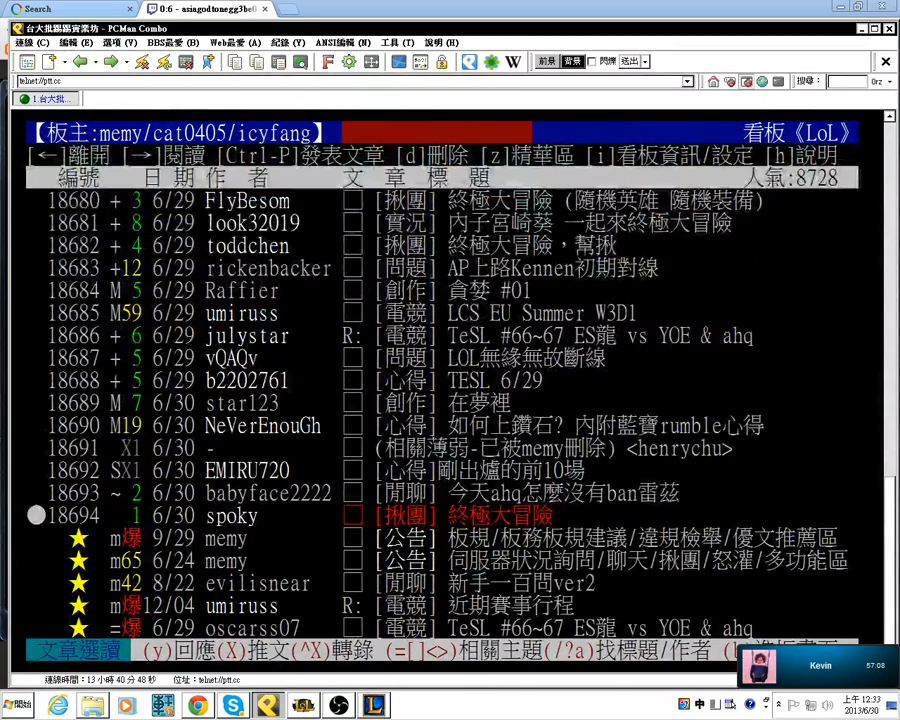 Search
0:6 - asiagodtonegg3be0
台大批踢踢實業坊 - PCMan Combo
連線 (C) 編輯 (E) 選項 (V) BBS最愛 (B) Web最愛 (A) 紀錄 (Y) ANSI編輯 (N) 工具 (T) 說明 (H)
前景 背景 閃爍 送出
telnet://ptt.cc 搜尋: Orz
1.台大批...
【板主:memy/cat0405/icyfang】 看板《LoL》
[←]離開 [→]閱讀 [Ctrl-P]發表文章 [d]刪除 [z]精華區 [i]看板資訊/設定 [h]說明
編號 日 期 作 者 文 章 標 題 人氣:8728
18680 + 3 6/29 FlyBesom □ [揪團] 終極大冒險 (隨機英雄 隨機裝備)
18681 + 8 6/29 look32019 □ [實況] 內子宮崎葵 一起來終極大冒險
18682 + 4 6/29 toddchen □ [揪團] 終極大冒險，幫揪
18683 +12 6/29 rickenbacker □ [問題] AP上路Kennen初期對線
18684 M 5 6/29 Raffier □ [創作] 貪婪 #01
18685 M59 6/29 umiruss □ [電競] LCS EU Summer W3D1
18686 + 6 6/29 julystar R: [電競] TeSL #66~67 ES龍 vs YOE & ahq
18687 + 5 6/29 vQAQv □ [問題] LOL無緣無故斷線
18688 + 5 6/29 b2202761 □ [心得] TESL 6/29
18689 M 7 6/30 star123 □ [創作] 在夢裡
18690 M19 6/30 NeVerEnouGh □ [心得] 如何上鑽石? 內附藍寶rumble心得
18691 X1 6/30 - □ (相關薄弱-已被memy刪除) <henrychu>
18692 SX1 6/30 EMIRU720 □ [心得]剛出爐的前10場
18693 ~ 2 6/30 babyface2222 □ [閒聊] 今天ahq怎麼沒有ban雷茲
●18694 1 6/30 spoky □ [揪團] 終極大冒險
★ m爆 9/29 memy □ [公告] 板規/板務板規建議/違規檢舉/優文推薦區
★ m65 6/24 memy □ [公告] 伺服器狀況詢問/聊天/揪團/怒灌/多功能區
★ m42 8/22 evilisnear □ [閒聊] 新手一百問ver2
★ m爆12/04 umiruss R: [電競] 近期賽事行程
★ =爆 6/29 oscarss07 □ [電競] TeSL #66~67 ES龍 vs YOE & ahq
文章選讀 (y)回應(X)推文(^X)轉錄 (=[]<>)相關主題(/?a)找標題/作者
Kevin 57:08
連線時間: 13 小時 40 分 48 秒 位址: telnet://ptt.cc
開始 中 上午 12:33
2013/6/30